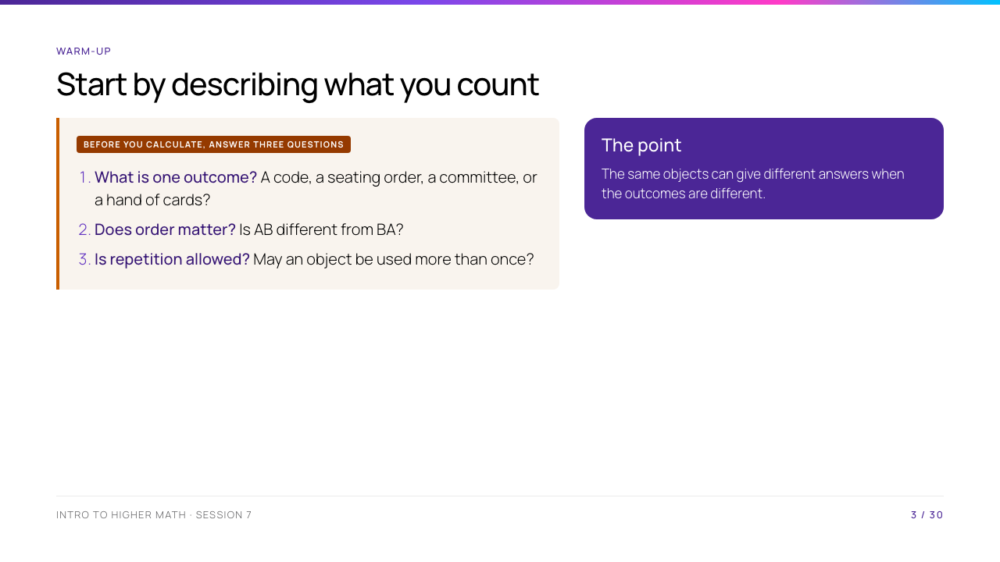 WARM-UP
Start by describing what you count
BEFORE YOU CALCULATE, ANSWER THREE QUESTIONS
1. What is one outcome? A code, a seating order, a committee, or
a hand of cards?
2. Does order matter? Is AB different from BA?
3. Is repetition allowed? May an object be used more than once?
The point
The same objects can give different answers when
the outcomes are different.
INTRO TO HIGHER MATH · SESSION 7
3 / 30